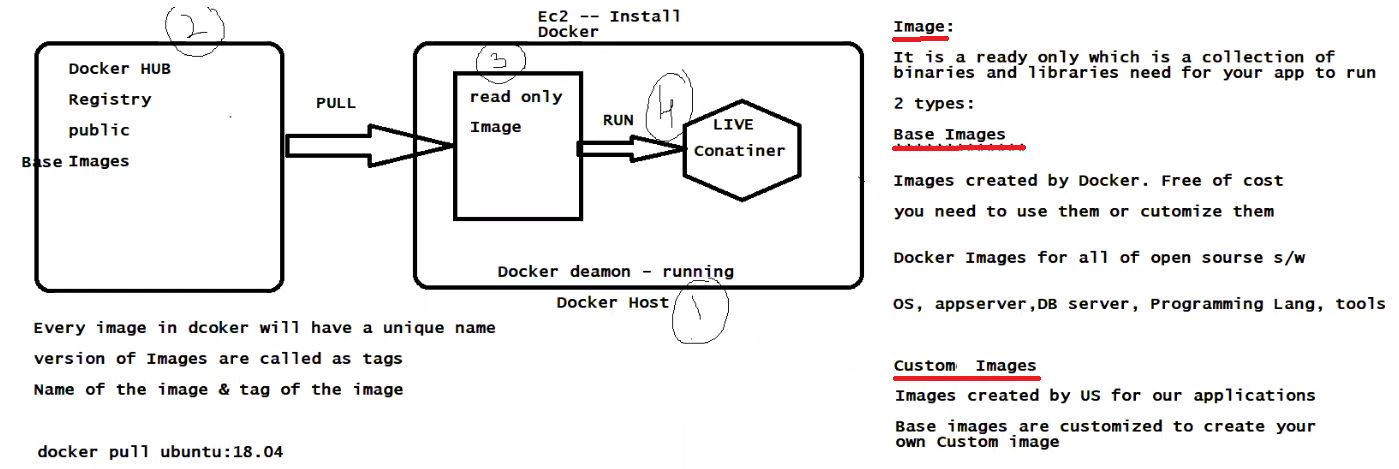 2
Docker HUB
Registry
public
Base Images
PULL
Ec2 -- Install
Docker
3
read only
Image
RUN
4
LIVE
Conatiner
Docker deamon - running
Docker Host
1
Every image in dcoker will have a unique name
version of Images are called as tags
Name of the image & tag of the image
docker pull ubuntu:18.04
Image:
It is a ready only which is a collection of
binaries and libraries need for your app to run
2 types:
Base Images
Images created by Docker. Free of cost
you need to use them or cutomize them
Docker Images for all of open sourse s/w
OS, appserver,DB server, Programming Lang, tools
Custom Images
Images created by US for our applications
Base images are customized to create your
own Custom image